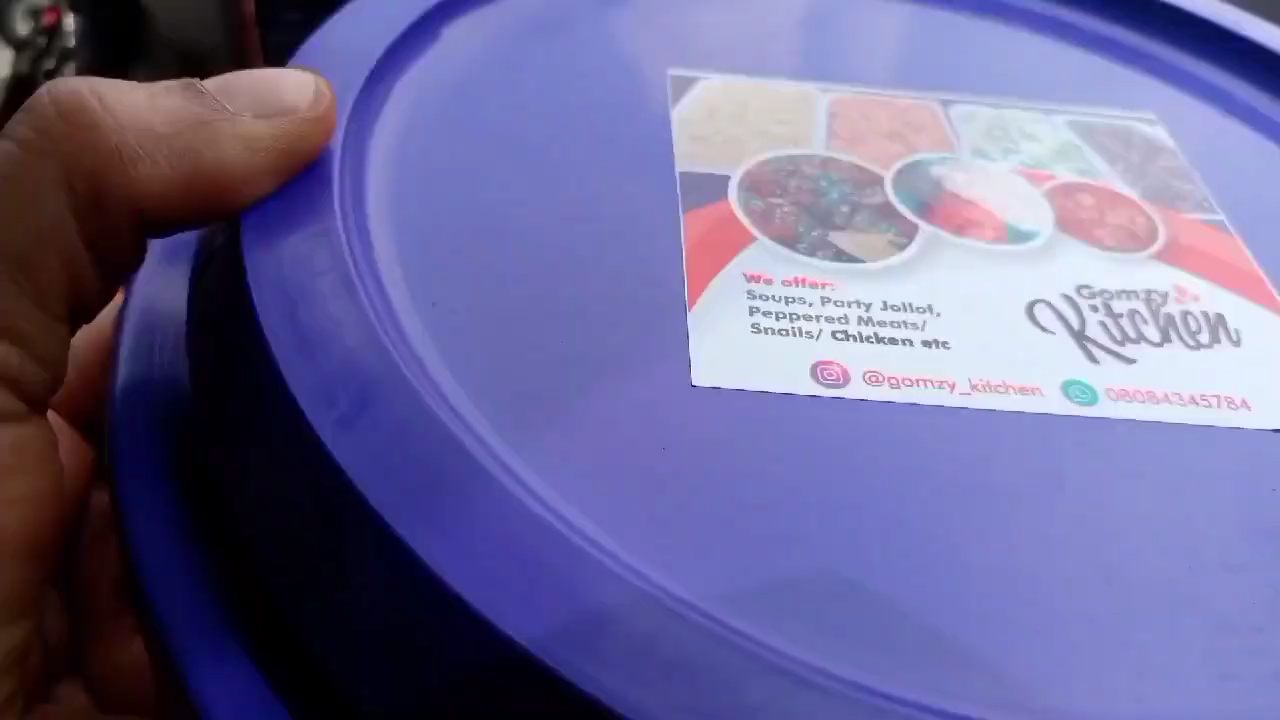 We offer:
Soups, Party Jollof,
Peppered Meats/
Snails/ Chicken etc
Gomzy
Kitchen
@gomzy_kitchen
08084345784